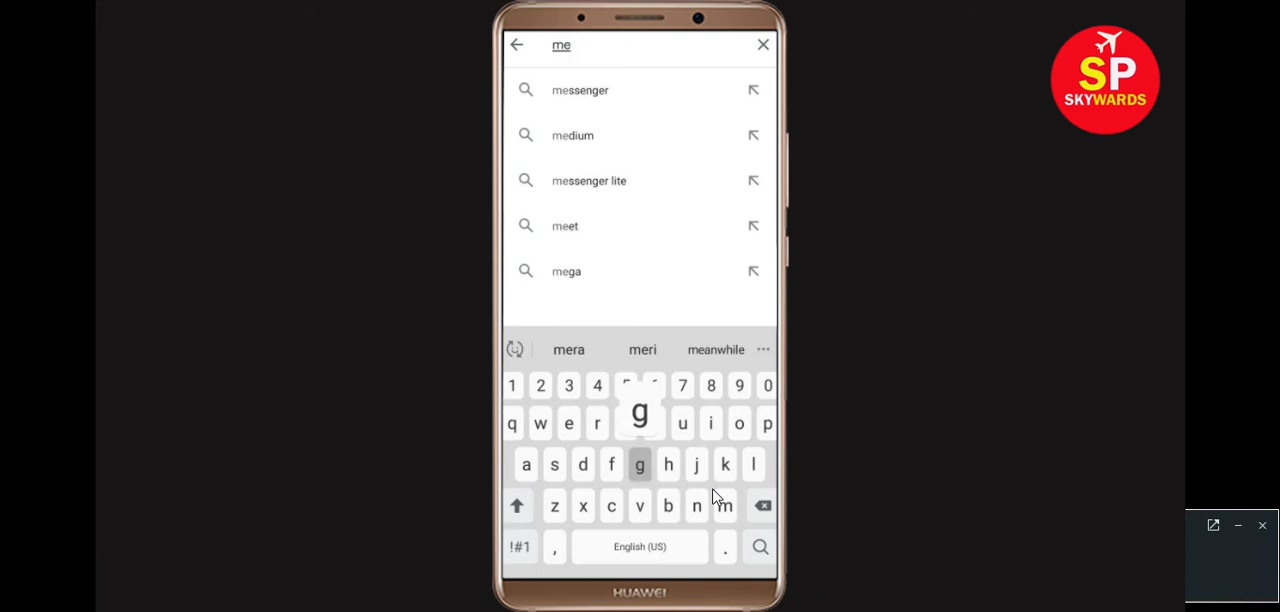 me
messenger
medium
messenger lite
meet
mega
mera meri meanwhile ...
1 2 3 4 7 8 9 0
g
q w e r u i o p
a s d f g h j k l
z x c v b n m
!#1 , English (US) .
HUAWEI
SP
SKYWARDS